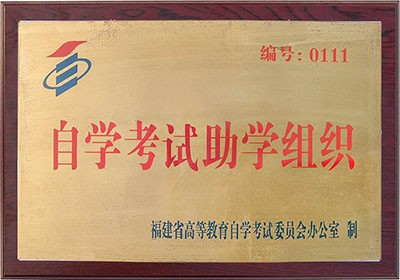 编号: 0111
自学考试助学组织
福建省高等教育自学考试委员会办公室 制